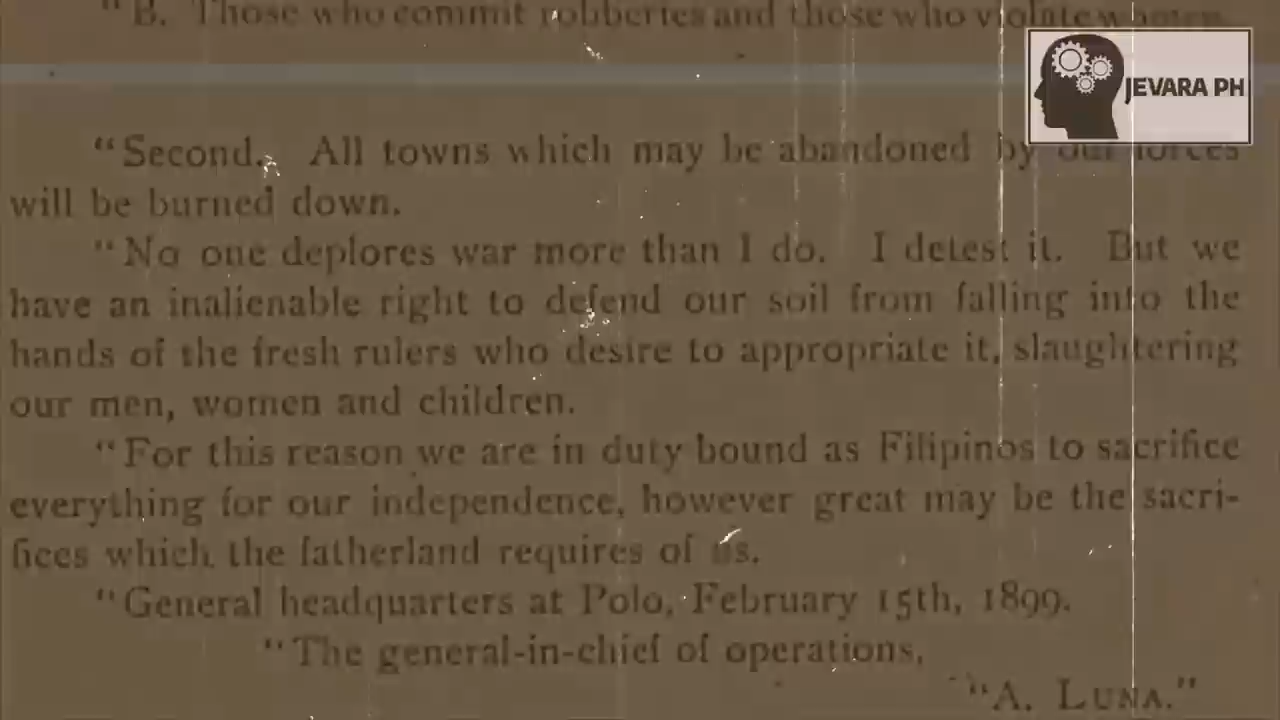 "B. Those who commit robberies and those who violate women.
JEVARA PH
"Second. All towns which may be abandoned by our forces
will be burned down.
"No one deplores war more than I do. I detest it. But we
have an inalienable right to defend our soil from falling into the
hands of the fresh rulers who desire to appropriate it, slaughtering
our men, women and children.
"For this reason we are in duty bound as Filipinos to sacrifice
everything for our independence, however great may be the sacri-
fices which the fatherland requires of us.
"General headquarters at Polo, February 15th, 1899.
"The general-in-chief of operations,
"A. LUNA."